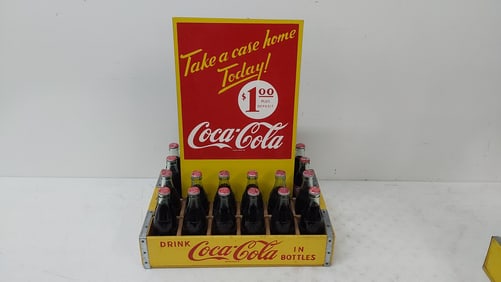 Take a case home
Today!
$1.00
PLUS
DEPOSIT
Coca-Cola
DRINK Coca-Cola IN
BOTTLES